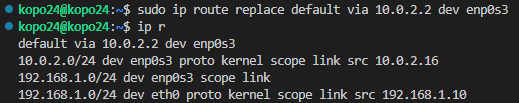 kopo24@kopo24:~$ sudo ip route replace default via 10.0.2.2 dev enp0s3
kopo24@kopo24:~$ ip r
default via 10.0.2.2 dev enp0s3
10.0.2.0/24 dev enp0s3 proto kernel scope link src 10.0.2.16
192.168.1.0/24 dev enp0s3 scope link
192.168.1.0/24 dev eth0 proto kernel scope link src 192.168.1.10